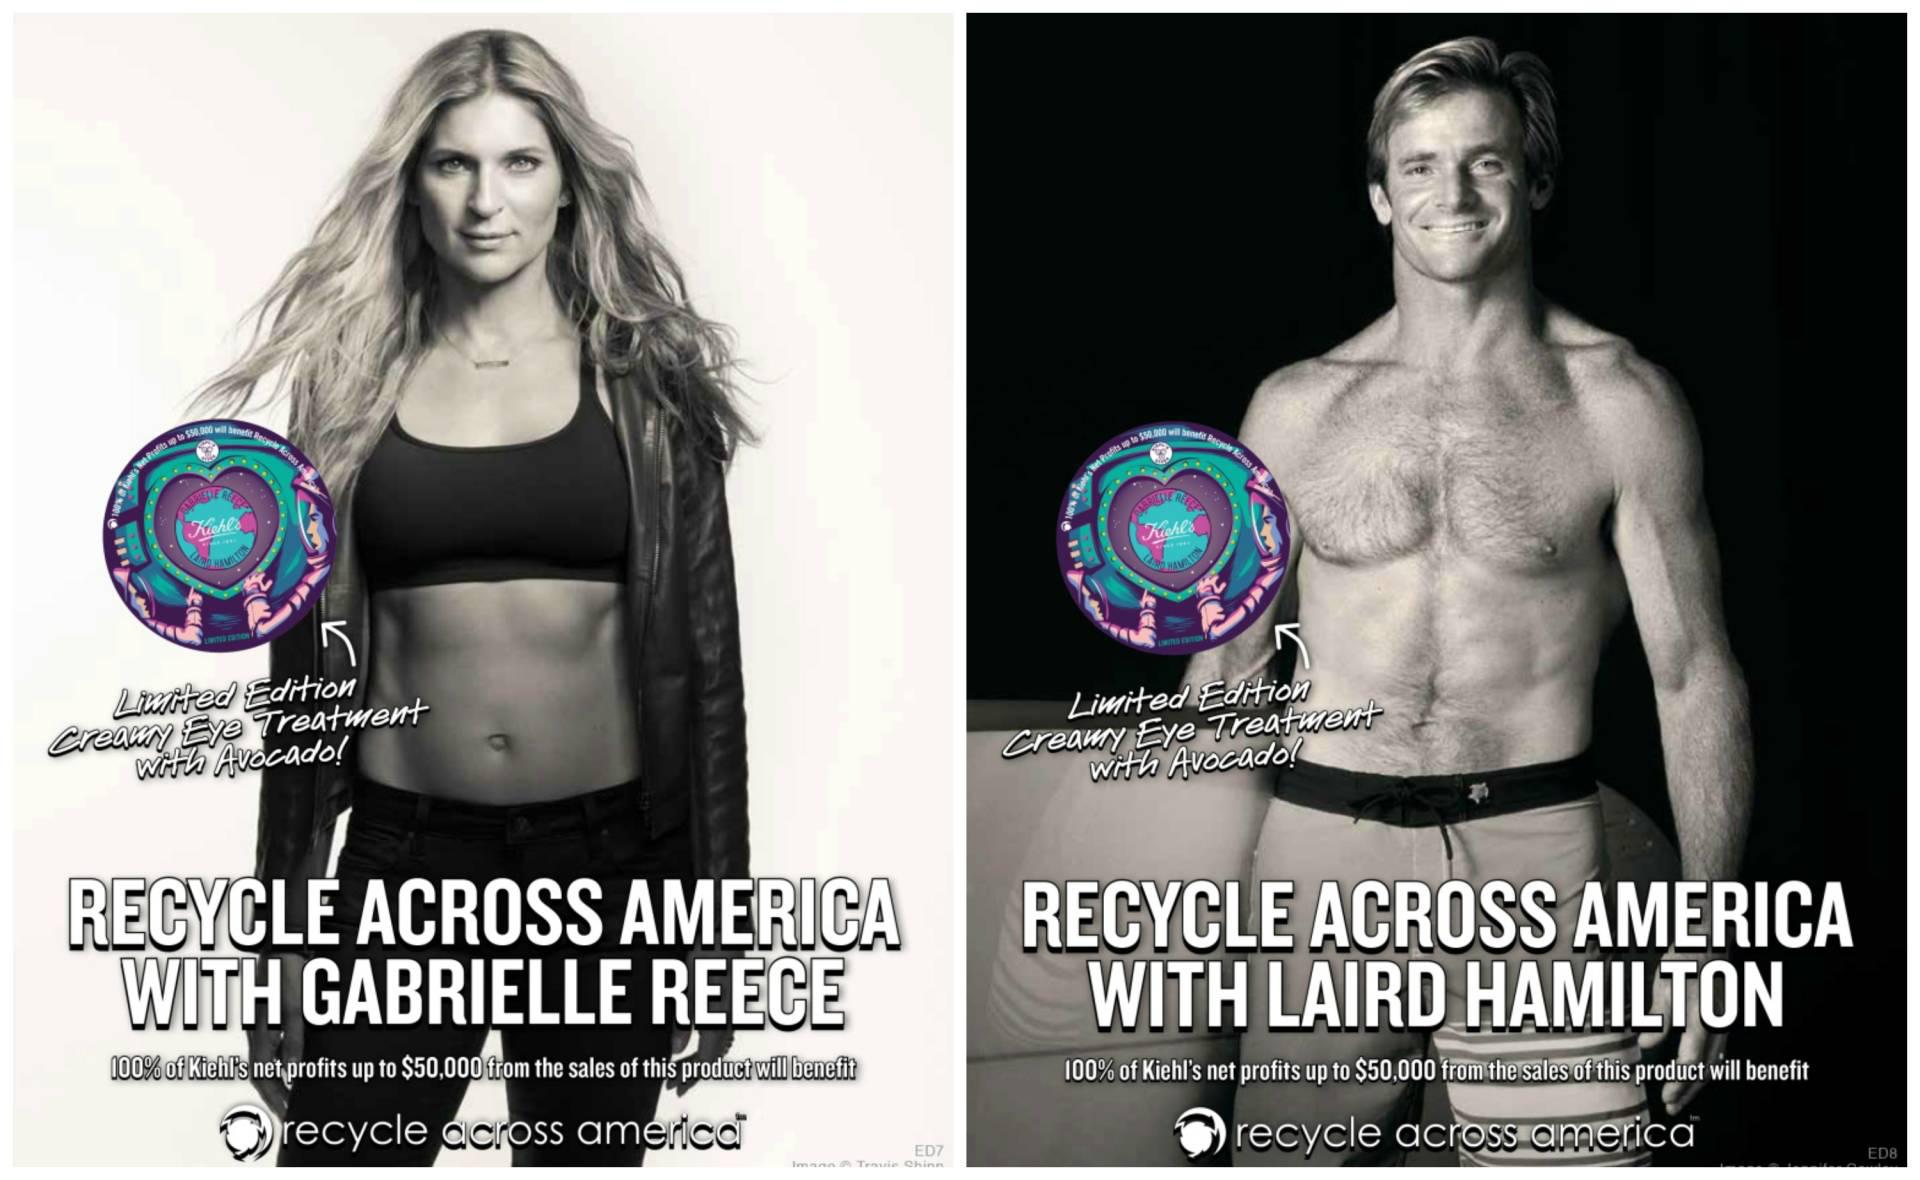 100% of Kiehl's Net Profits up to $50,000 will benefit Recycle Across
GABRIELLE REECE
Kiehl's
SINCE 1851
LAIRD HAMILTON
LIMITED EDITION
Limited Edition
Creamy Eye Treatment
with Avocado!
RECYCLE ACROSS AMERICA
WITH GABRIELLE REECE
100% of Kiehl's net profits up to $50,000 from the sales of this product will benefit
recycle across america™
ED7
Image © Travis Shinn
100% of Kiehl's Net Profits up to $50,000 will benefit Recycle Across
GABRIELLE REECE
Kiehl's
SINCE 1851
LAIRD HAMILTON
LIMITED EDITION
Limited Edition
Creamy Eye Treatment
with Avocado!
RECYCLE ACROSS AMERICA
WITH LAIRD HAMILTON
100% of Kiehl's net profits up to $50,000 from the sales of this product will benefit
recycle across america™
ED8